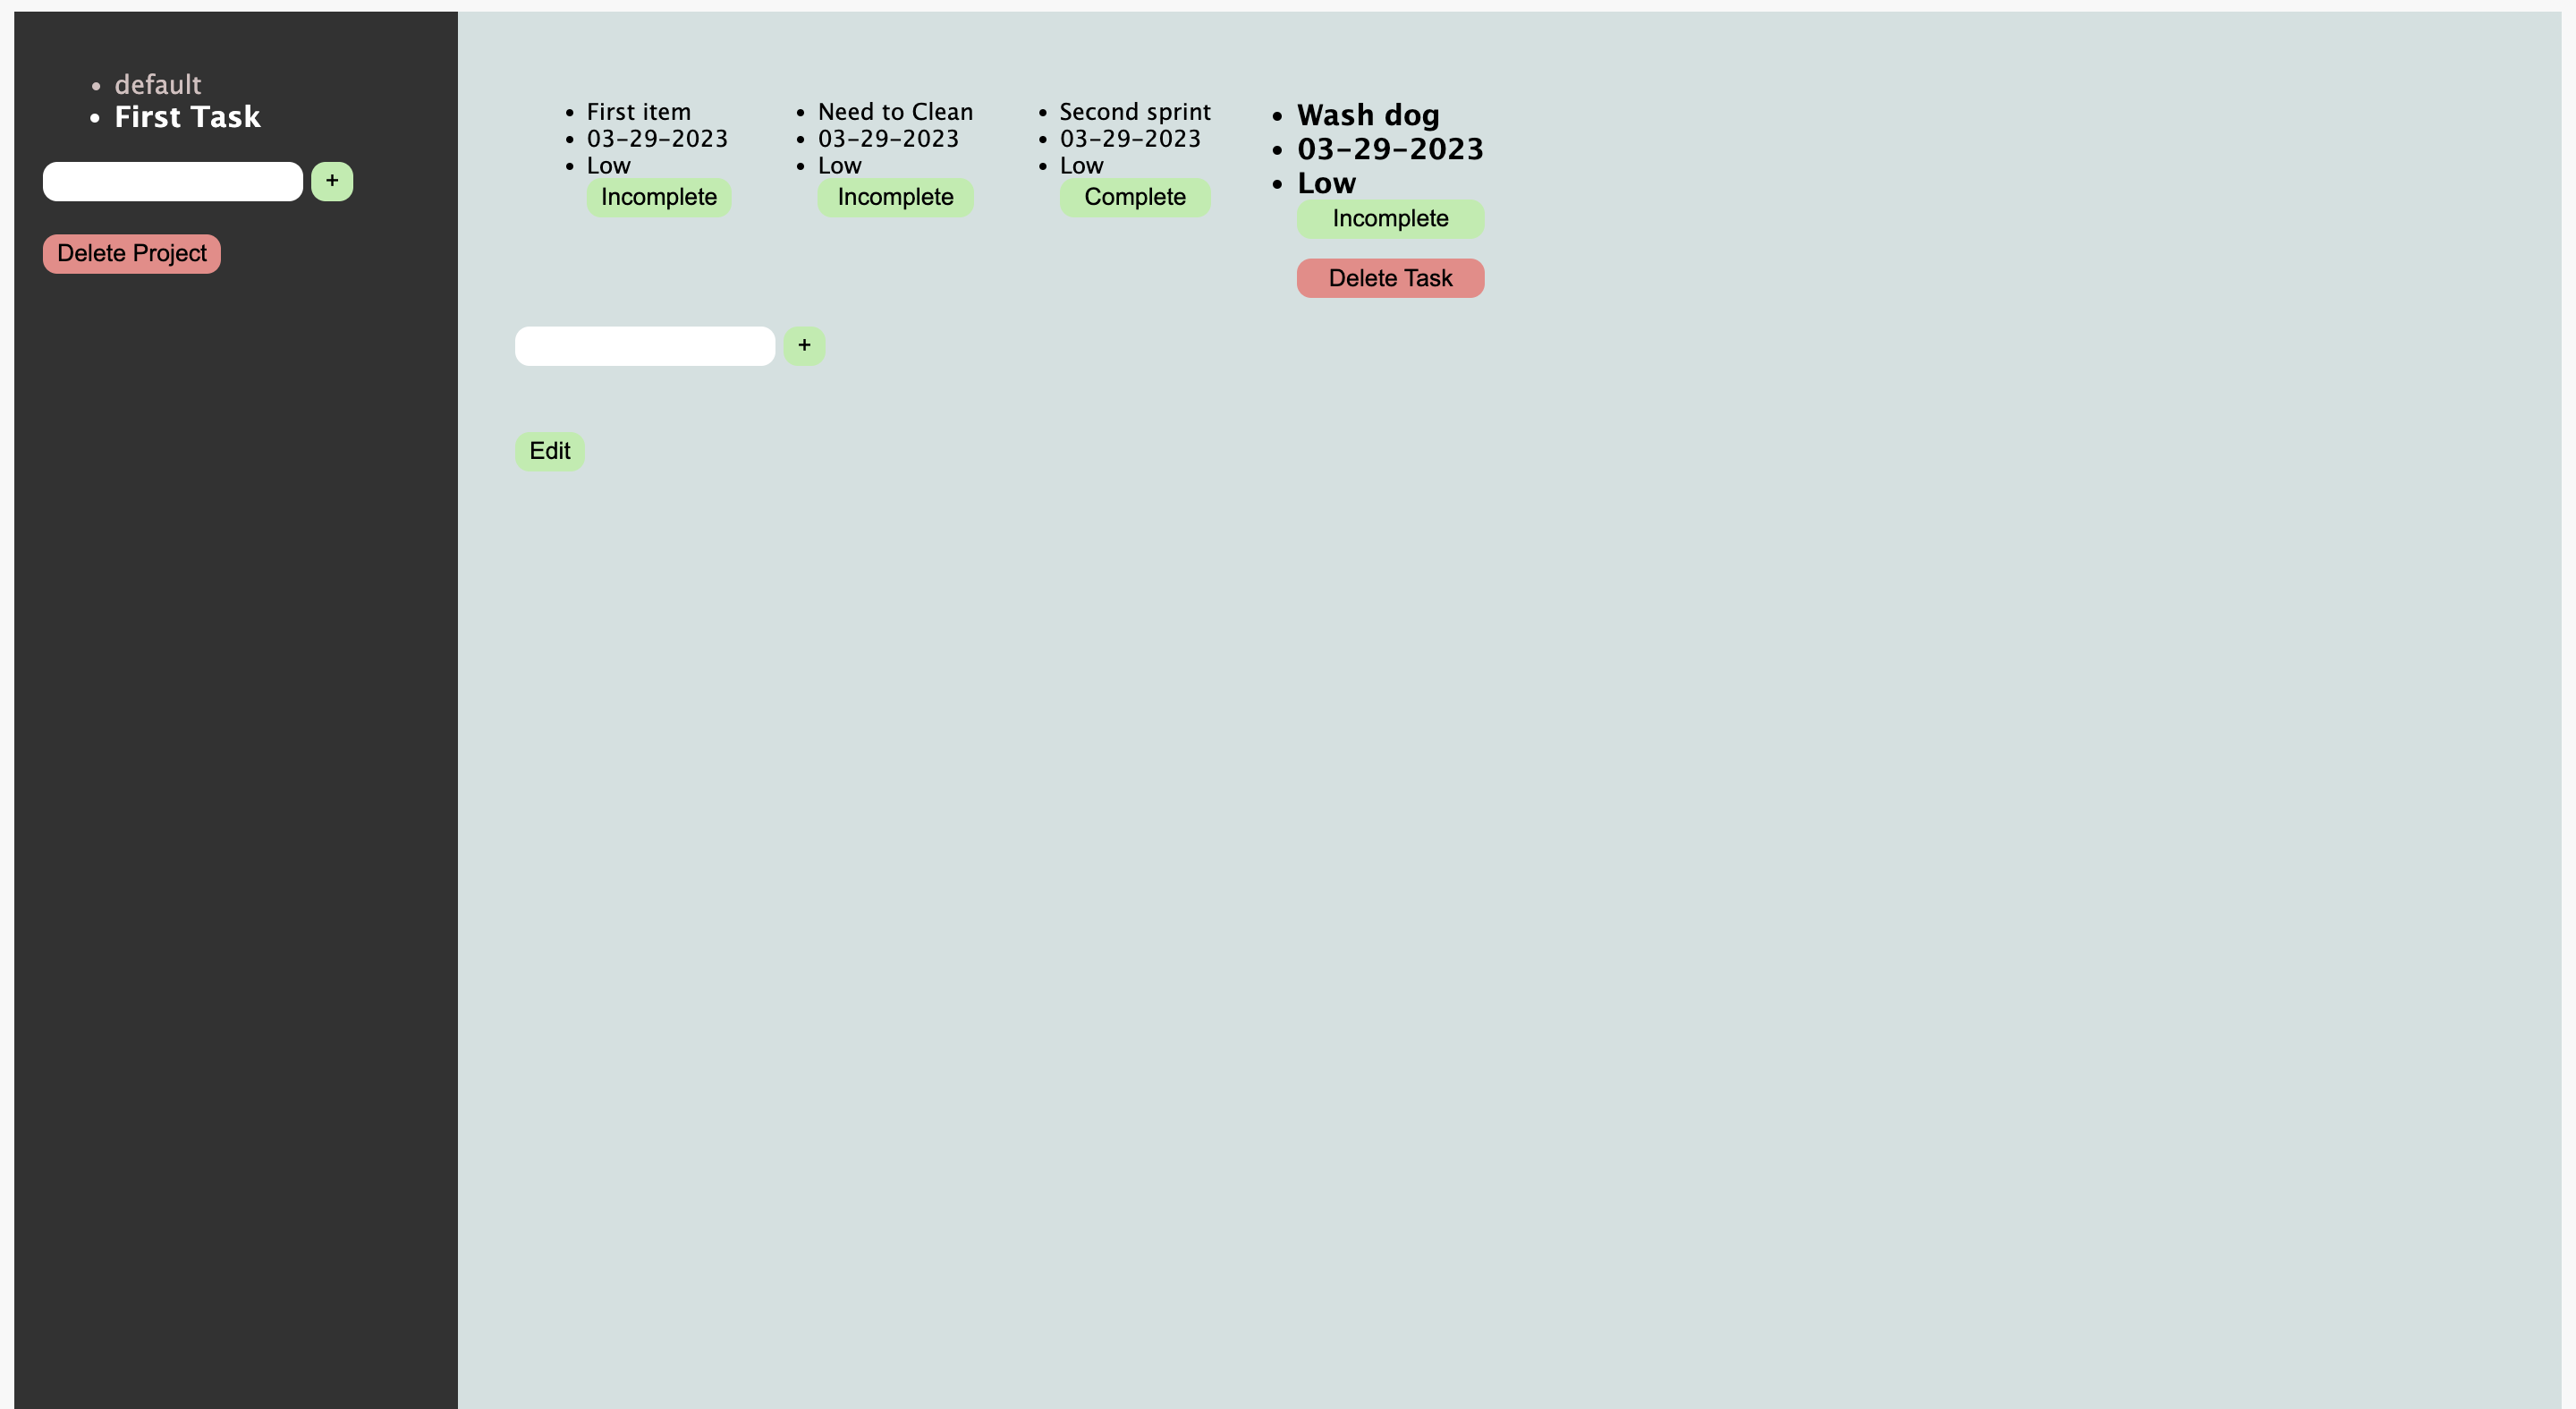 default
First Task
+
Delete Project
First item
03-29-2023
Low
Incomplete
Need to Clean
03-29-2023
Low
Incomplete
Second sprint
03-29-2023
Low
Complete
Wash dog
03-29-2023
Low
Incomplete
Delete Task
+
Edit